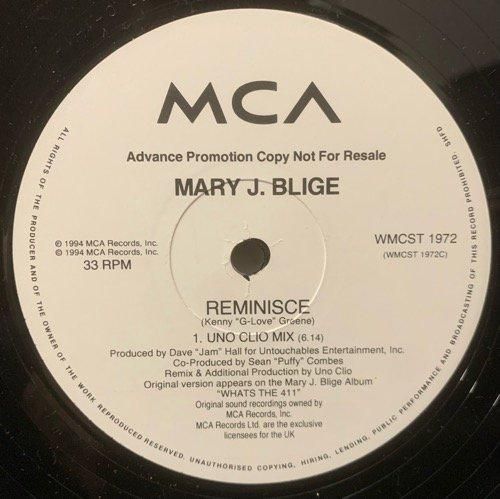 MCA
Advance Promotion Copy Not For Resale
MARY J. BLIGE
℗ 1994 MCA Records, Inc.
© 1994 MCA Records, Inc.
33 RPM
WMCST 1972
(WMCST 1972C)
REMINISCE
(Kenny "G-Love" Greene)
1. UNO CLIO MIX (6.14)
Produced by Dave "Jam" Hall for Untouchables Entertainment, Inc.
Co-Produced by Sean "Puffy" Combes
Remix & Additional Production by Uno Clio
Original version appears on the Mary J. Blige Album
"WHATS THE 411"
Original sound recordings owned by
MCA Records, Inc.
MCA Records Ltd. are the exclusive
licensees for the UK
ALL RIGHTS OF THE PRODUCER AND OF THE OWNER OF THE WORK REPRODUCED RESERVED. UNAUTHORISED COPYING, HIRING, LENDING, PUBLIC PERFORMANCE AND BROADCASTING OF THIS RECORD PROHIBITED. SHFD